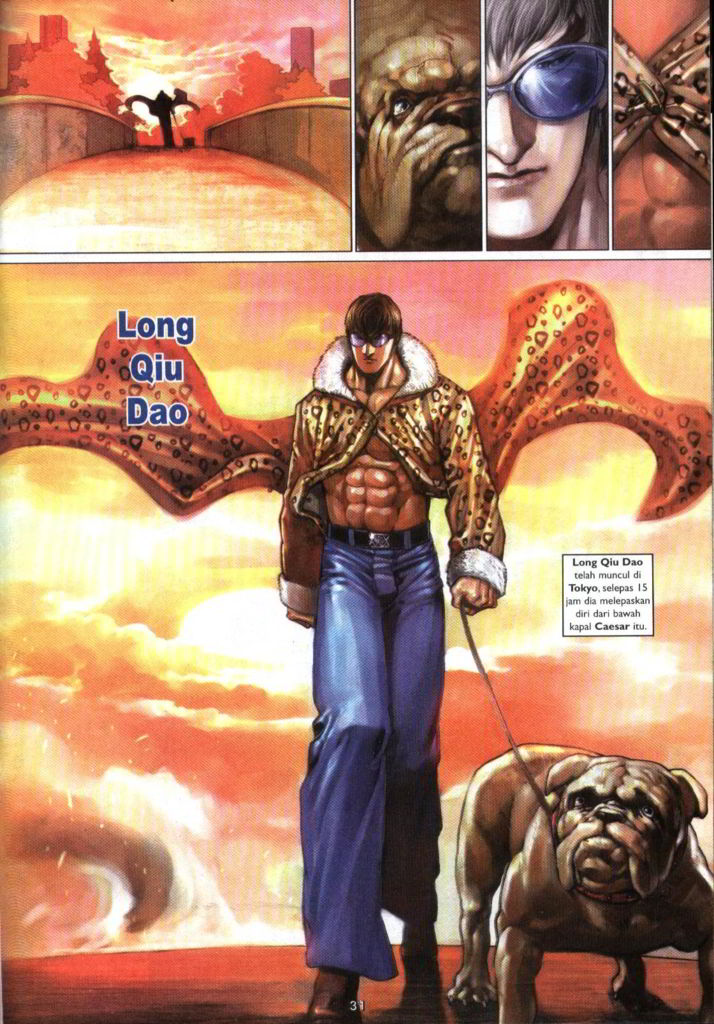 Long
Qiu
Dao
Long Qiu Dao
telah muncul di
Tokyo, selepas 15
jam dia melepaskan
diri dari bawah
kapal Caesar itu.
31